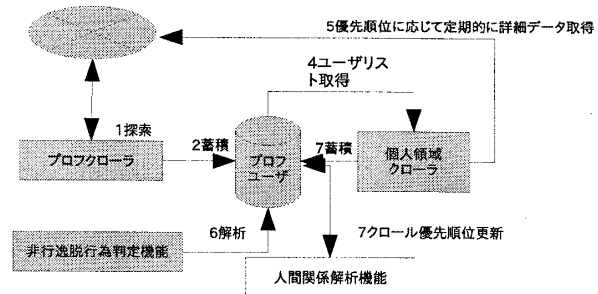 5優先順位に応じて定期的に詳細データ取得
4ユーザリス
ト取得
1探索
プロフクローラ
2蓄積
プロフ
ユーザ
7蓄積
個人領域
クローラ
6解析
7クロール優先順位更新
非行逸脱行為判定機能
人間関係解析機能